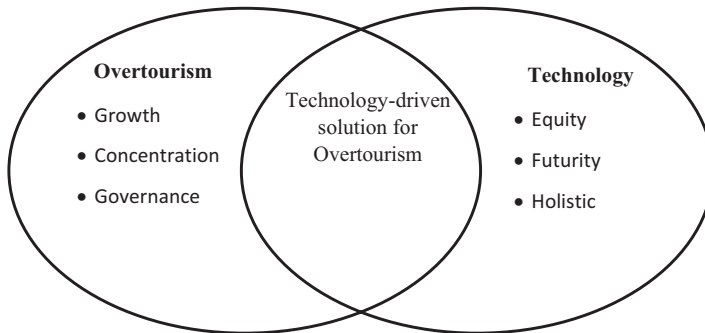 Overtourism
• Growth
• Concentration
• Governance
Technology-driven
solution for
Overtourism
Technology
• Equity
• Futurity
• Holistic